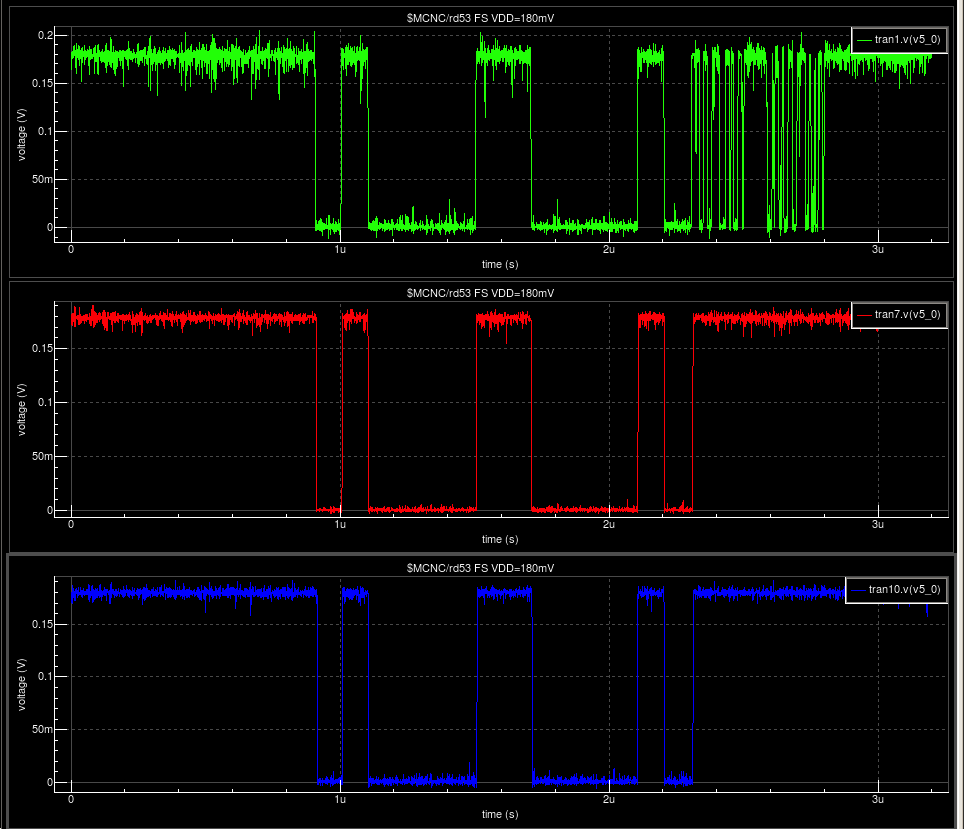 $MCNC/rd53 FS VDD=180mV
tran1.v(v5_0)
0.2
0.15
0.1
50m
0
voltage (V)
0 1u 2u 3u
time (s)
$MCNC/rd53 FS VDD=180mV
tran7.v(v5_0)
0.15
0.1
50m
0
voltage (V)
0 1u 2u 3u
time (s)
$MCNC/rd53 FS VDD=180mV
tran10.v(v5_0)
0.15
0.1
50m
0
voltage (V)
0 1u 2u 3u
time (s)